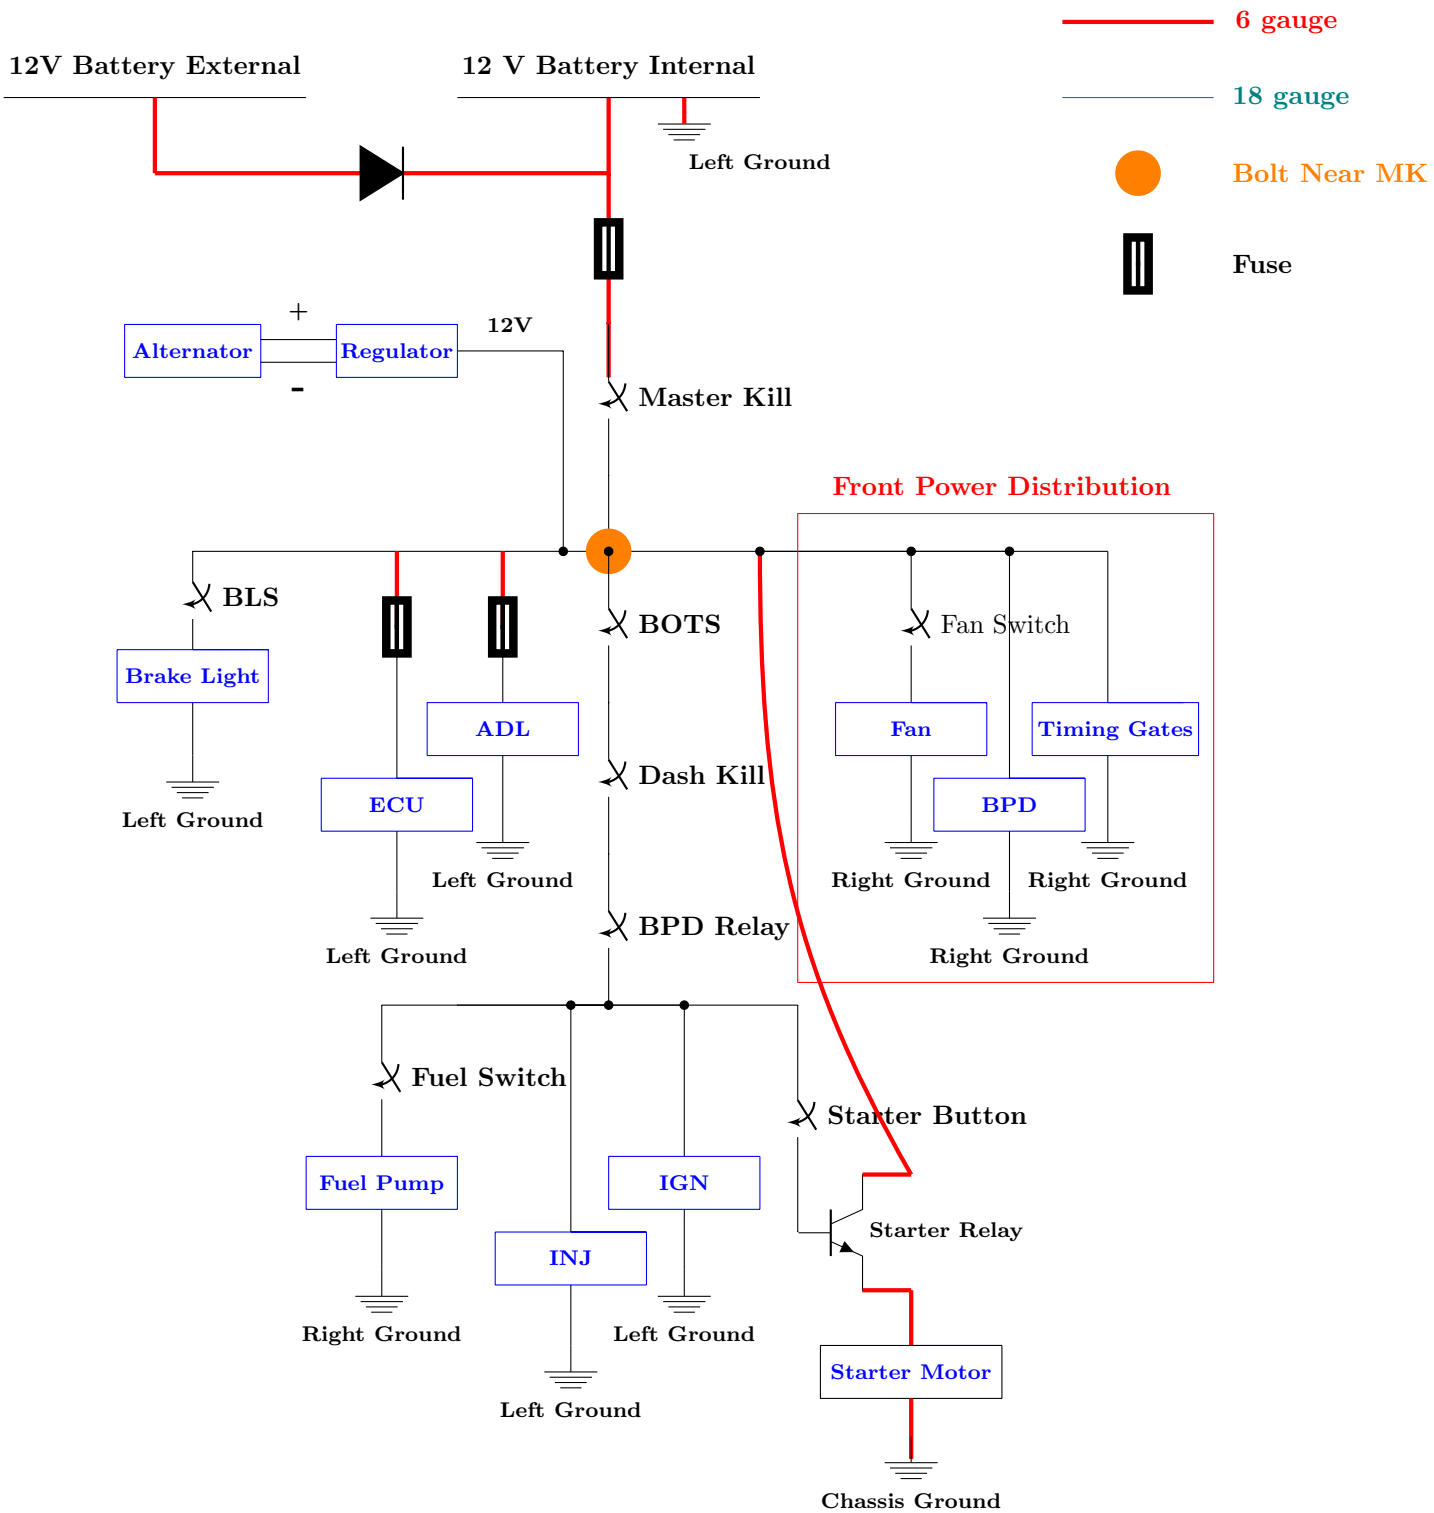 6 gauge
12V Battery External
12 V Battery Internal
18 gauge
Left Ground
Bolt Near MK
Fuse
+
12V
Alternator
Regulator
-
Master Kill
Front Power Distribution
BLS
BOTS
Fan Switch
Brake Light
ADL
Fan
Timing Gates
Dash Kill
ECU
BPD
Left Ground
Left Ground
Right Ground
Right Ground
BPD Relay
Left Ground
Right Ground
Fuel Switch
Starter Button
Fuel Pump
IGN
Starter Relay
INJ
Right Ground
Left Ground
Starter Motor
Left Ground
Chassis Ground